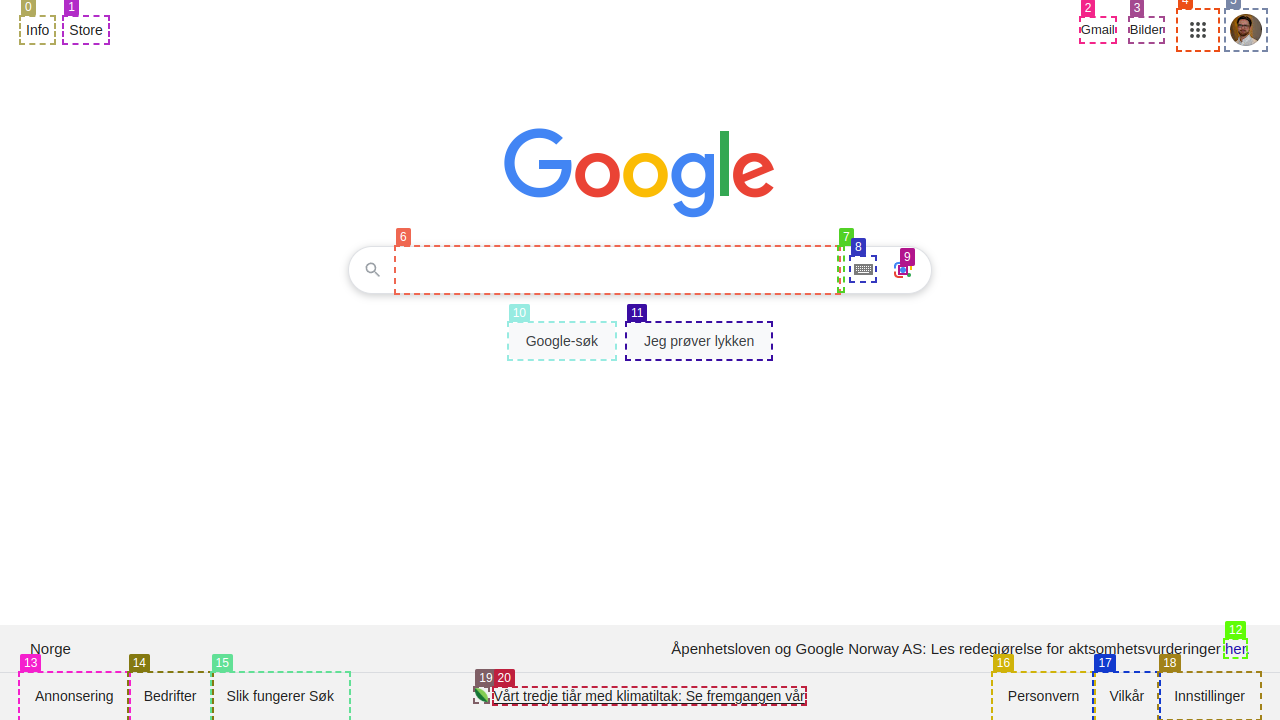 0 1 2 3 4 5
Info Store Gmail Bilder
Google
6 7 8 9
10 11
Google-søk Jeg prøver lykken
12
Norge Åpenhetsloven og Google Norway AS: Les redegjørelse for aktsomhetsvurderinger her.
13 14 15 19 20 16 17 18
Annonsering Bedrifter Slik fungerer Søk Vårt tredje tiår med klimatiltak: Se fremgangen vår Personvern Vilkår Innstillinger